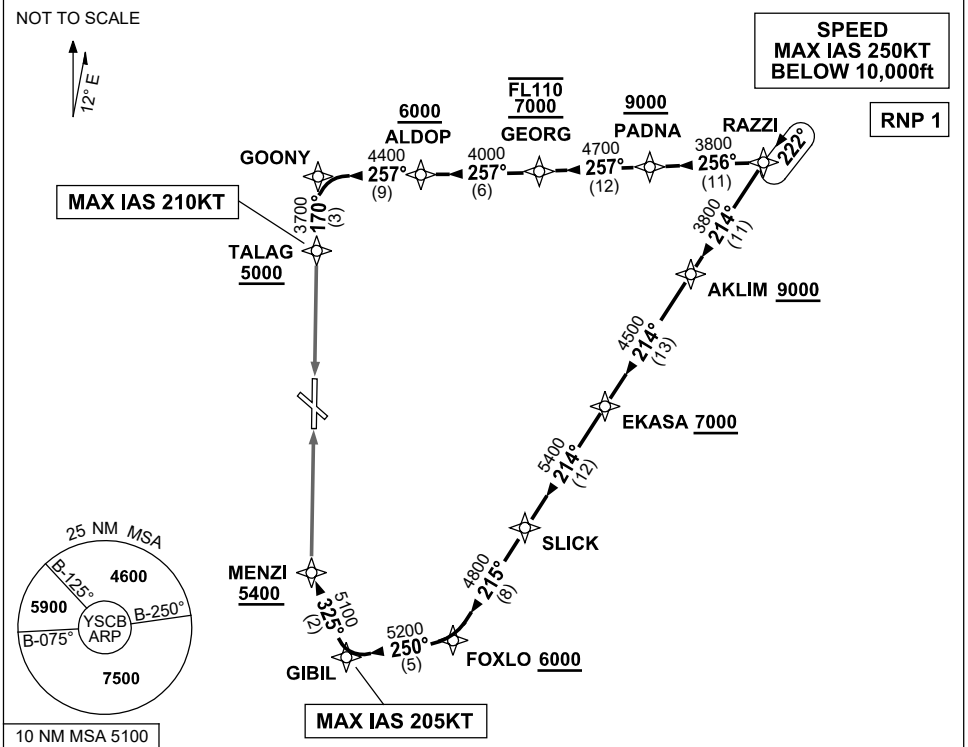 NOT TO SCALE
12° E
SPEED
MAX IAS 250KT
BELOW 10,000ft
RNP 1
FL110
6000
7000
9000
ALDOP
GEORG
PADNA
RAZZI
222°
GOONY
4400
257°
(9)
4000
257°
(6)
4700
257°
(12)
3800
256°
(11)
MAX IAS 210KT
3700
170°
(3)
TALAG
5000
3800
214°
(11)
AKLIM 9000
4500
214°
(13)
EKASA 7000
5400
214°
(12)
SLICK
4800
215°
(8)
MENZI
5400
5100
325°
(2)
5200
250°
(5)
GIBIL
FOXLO 6000
MAX IAS 205KT
25 NM MSA
B-125°
4600
5900
YSCB
ARP
B-250°
B-075°
7500
10 NM MSA 5100